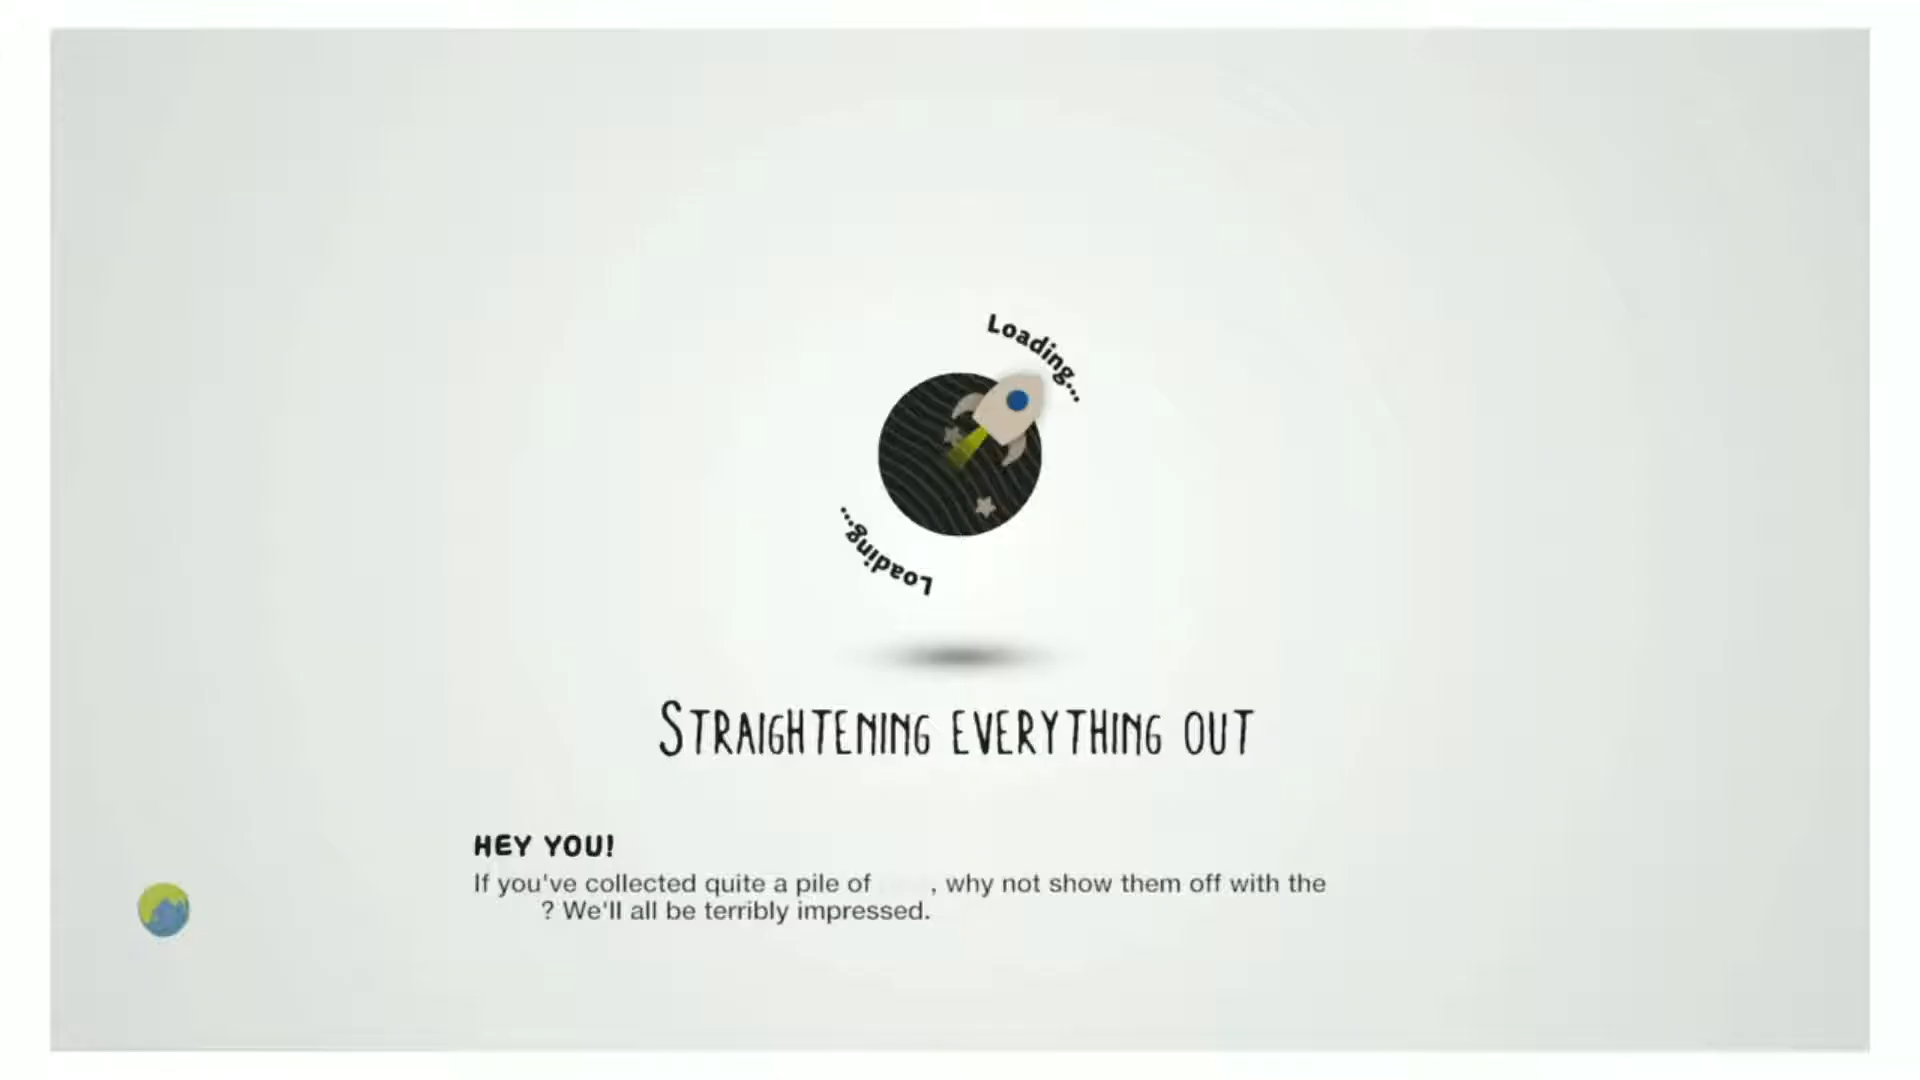 Loading...
Loading...
STRAIGHTENING EVERYTHING OUT
HEY YOU!
If you've collected quite a pile of , why not show them off with the
? We'll all be terribly impressed.